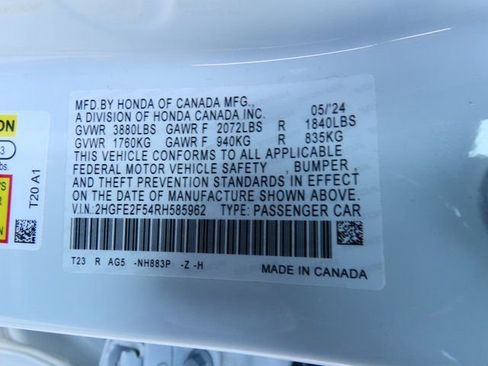 MFD.BY HONDA OF CANADA MFG.,
A DIVISION OF HONDA CANADA INC. 05/'24
GVWR 3880LBS GAWR F 2072LBS R 1840LBS
GVWR 1760KG GAWR F 940KG R 835KG
THIS VEHICLE CONFORMS TO ALL APPLICABLE
FEDERAL MOTOR VEHICLE SAFETY , BUMPER ,
AND THEFT PREVENTION STANDARDS IN EFFECT
ON THE DATE OF MANUFACTURE SHOWN ABOVE.
V.I.N: 2HGFE2F54RH585962 TYPE: PASSENGER CAR
T23 R AG5 -NH883P -Z -H
MADE IN CANADA
T20 A1